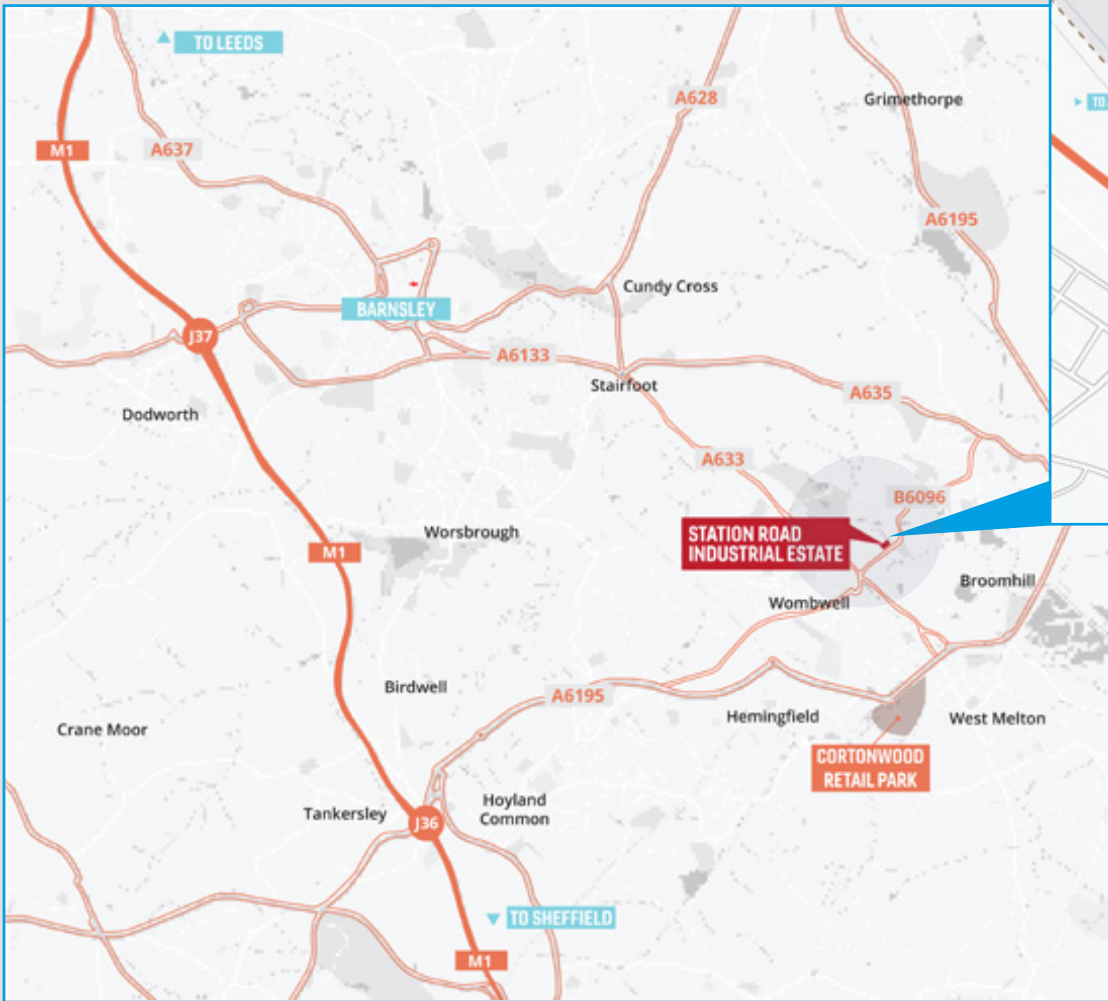 TO LEEDS
A628
Grimethorpe
TO
M1
A637
A6195
Cundy Cross
BARNSLEY
J37
A6133
Stairfoot
A635
Dodworth
A633
B6096
STATION ROAD
INDUSTRIAL ESTATE
Worsbrough
M1
Broomhill
Wombwell
Birdwell
A6195
Hemingfield
West Melton
Crane Moor
CORTONWOOD
RETAIL PARK
Tankersley
J36
Hoyland
Common
TO SHEFFIELD
M1